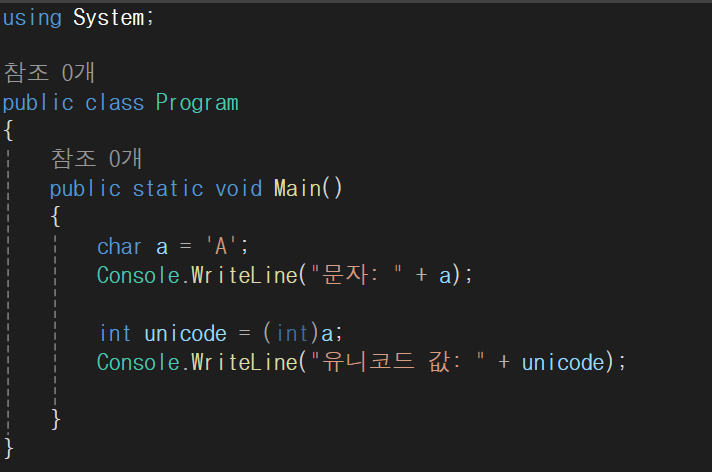 using System;
참조 0개
public class Program
{
참조 0개
public static void Main()
{
char a = 'A';
Console.WriteLine("문자: " + a);
int unicode = (int)a;
Console.WriteLine("유니코드 값: " + unicode);
}
}